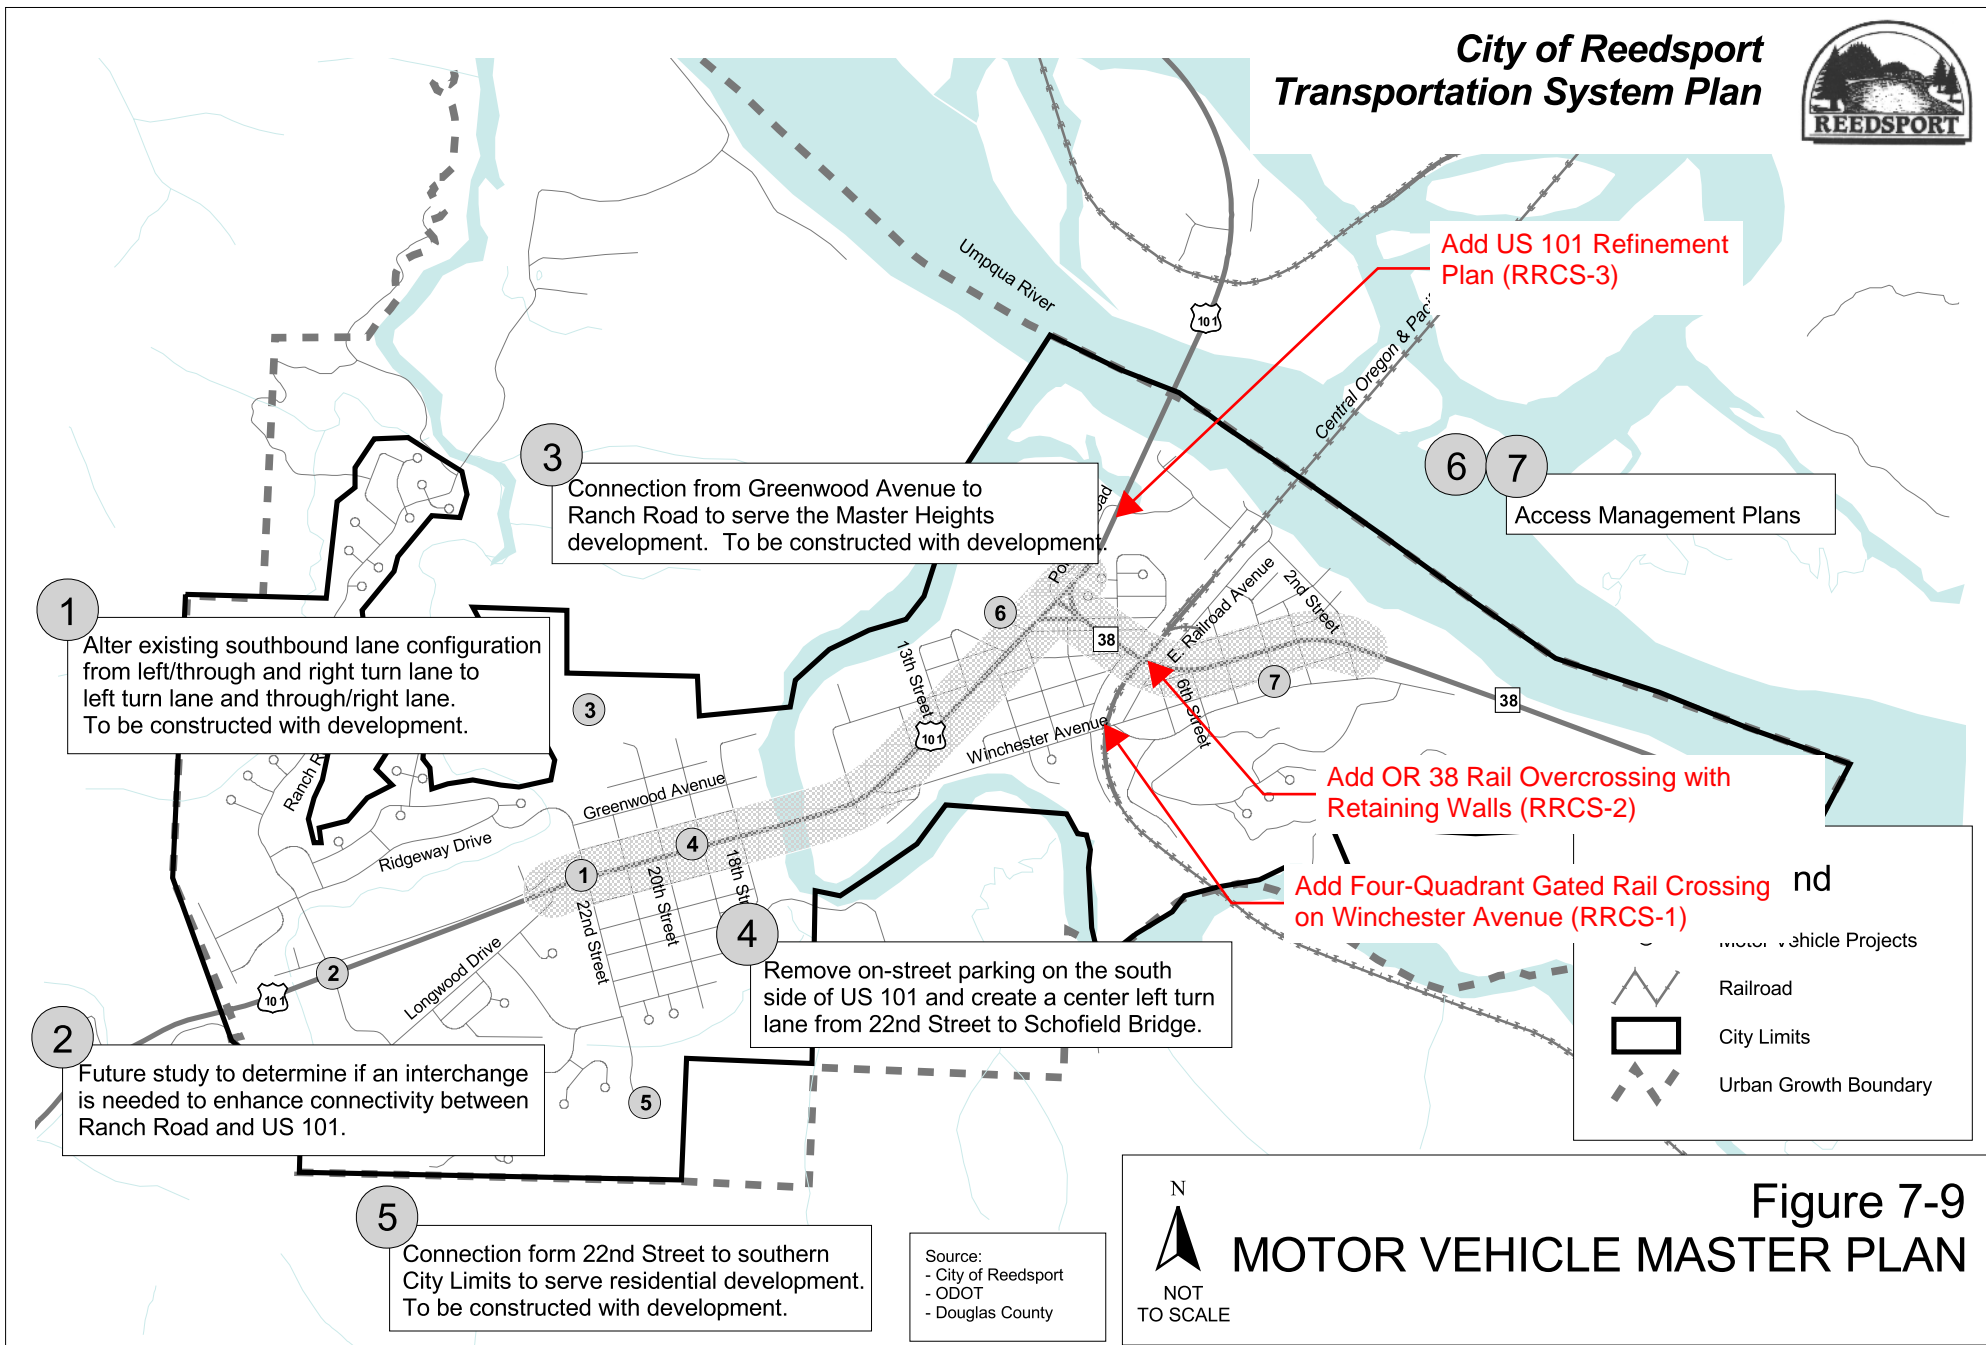 City of Reedsport
Transportation System Plan
REEDSPORT
Add US 101 Refinement
Plan (RRCS-3)
Umpqua River
101
Central Oregon &
3
Connection from Greenwood Avenue to
Ranch Road to serve the Master Heights
development.  To be constructed with development.
6
7
Access Management Plans
1
Alter existing southbound lane configuration
from left/through and right turn lane to
left turn lane and through/right lane.
To be constructed with development.
6
38
E. Railroad Avenue
2nd Street
13th Street
7
6th Street
38
3
101
Winchester Avenue
Ranch
Greenwood Avenue
Ridgeway Drive
Add OR 38 Rail Overcrossing with
Retaining Walls (RRCS-2)
4
18th
1
20th Street
22nd Street
Add Four-Quadrant Gated Rail Crossing
on Winchester Avenue (RRCS-1)
nd
Motor Vehicle Projects
Railroad
City Limits
Urban Growth Boundary
4
Remove on-street parking on the south
side of US 101 and create a center left turn
lane from 22nd Street to Schofield Bridge.
Longwood Drive
2
101
2
Future study to determine if an interchange
is needed to enhance connectivity between
Ranch Road and US 101.
5
5
Connection form 22nd Street to southern
City Limits to serve residential development.
To be constructed with development.
Source:
- City of Reedsport
- ODOT
- Douglas County
N
NOT
TO SCALE
Figure 7-9
MOTOR VEHICLE MASTER PLAN